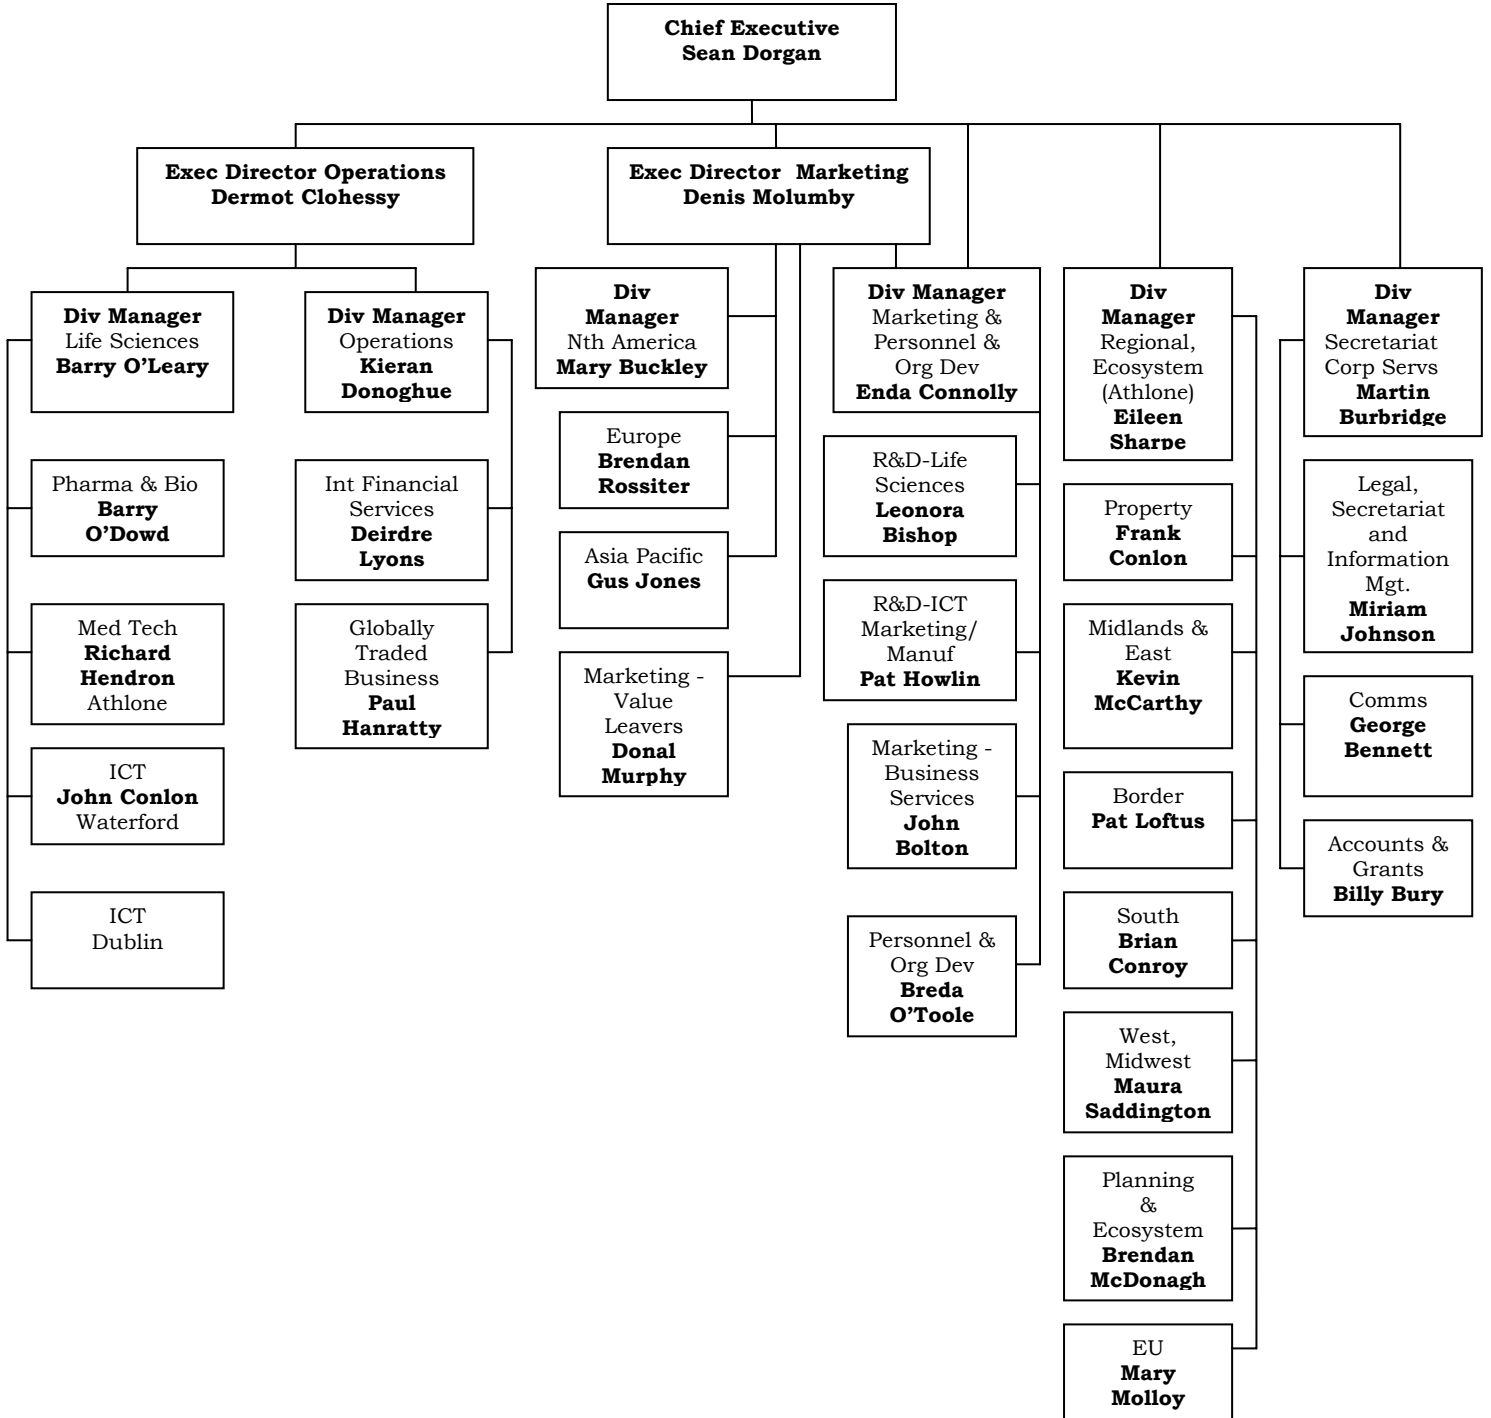 Chief Executive
Sean Dorgan
Exec Director Operations
Dermot Clohessy
Exec Director Marketing
Denis Molumby
Div Manager
Life Sciences
Barry O’Leary
Pharma & Bio
Barry
O’Dowd
Med Tech
Richard
Hendron
Athlone
ICT
John Conlon
Waterford
ICT
Dublin
Div Manager
Operations
Kieran
Donoghue
Int Financial
Services
Deirdre
Lyons
Globally
Traded
Business
Paul
Hanratty
Div
Manager
Nth America
Mary Buckley
Europe
Brendan
Rossiter
Asia Pacific
Gus Jones
Marketing -
Value
Leavers
Donal
Murphy
Div Manager
Marketing &
Personnel &
Org Dev
Enda Connolly
R&D-Life
Sciences
Leonora
Bishop
R&D-ICT
Marketing/
Manuf
Pat Howlin
Marketing -
Business
Services
John
Bolton
Personnel &
Org Dev
Breda
O’Toole
Div
Manager
Regional,
Ecosystem
(Athlone)
Eileen
Sharpe
Property
Frank
Conlon
Midlands &
East
Kevin
McCarthy
Border
Pat Loftus
South
Brian
Conroy
West,
Midwest
Maura
Saddington
Planning
&
Ecosystem
Brendan
McDonagh
EU
Mary
Molloy
Div
Manager
Secretariat
Corp Servs
Martin
Burbridge
Legal,
Secretariat
and
Information
Mgt.
Miriam
Johnson
Comms
George
Bennett
Accounts &
Grants
Billy Bury